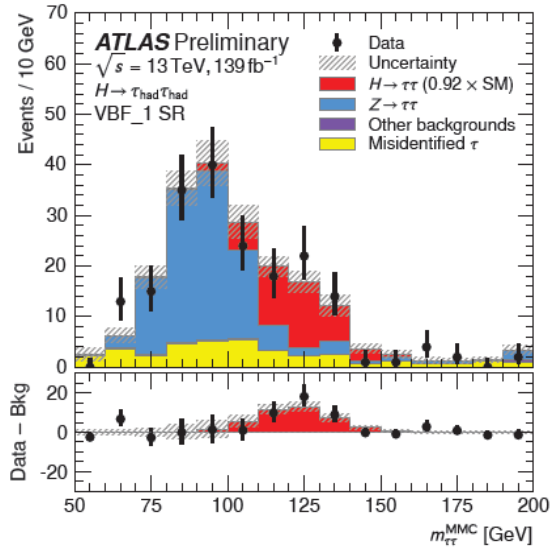 ATLAS Preliminary
√s = 13 TeV, 139 fb⁻¹
H→ τhadτhad
VBF_1 SR
Data
Uncertainty
H→ ττ (0.92 × SM)
Z→ ττ
Other backgrounds
Misidentified τ
Events / 10 GeV
70
60
50
40
30
20
10
0
Data – Bkg
20
0
−20
50 75 100 125 150 175 200
mττ^MMC [GeV]